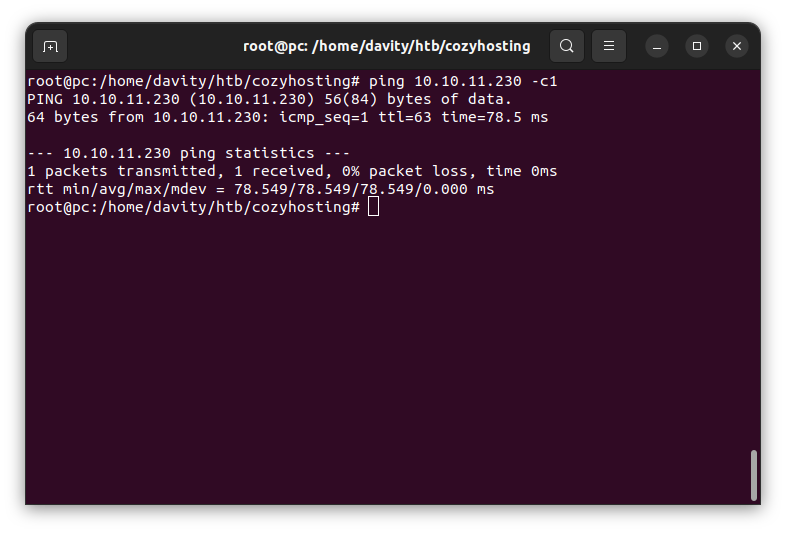 root@pc: /home/davity/htb/cozyhosting
root@pc:/home/davity/htb/cozyhosting# ping 10.10.11.230 -c1
PING 10.10.11.230 (10.10.11.230) 56(84) bytes of data.
64 bytes from 10.10.11.230: icmp_seq=1 ttl=63 time=78.5 ms

--- 10.10.11.230 ping statistics ---
1 packets transmitted, 1 received, 0% packet loss, time 0ms
rtt min/avg/max/mdev = 78.549/78.549/78.549/0.000 ms
root@pc:/home/davity/htb/cozyhosting#